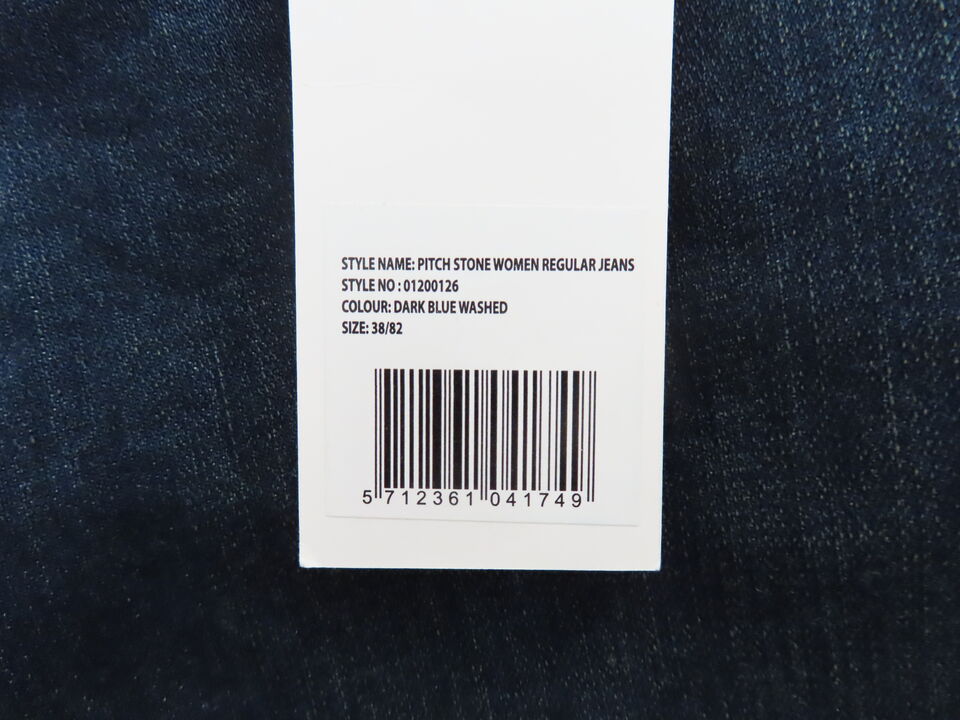 STYLE NAME: PITCH STONE WOMEN REGULAR JEANS
STYLE NO : 01200126
COLOUR: DARK BLUE WASHED
SIZE: 38/82
5 712361 041749